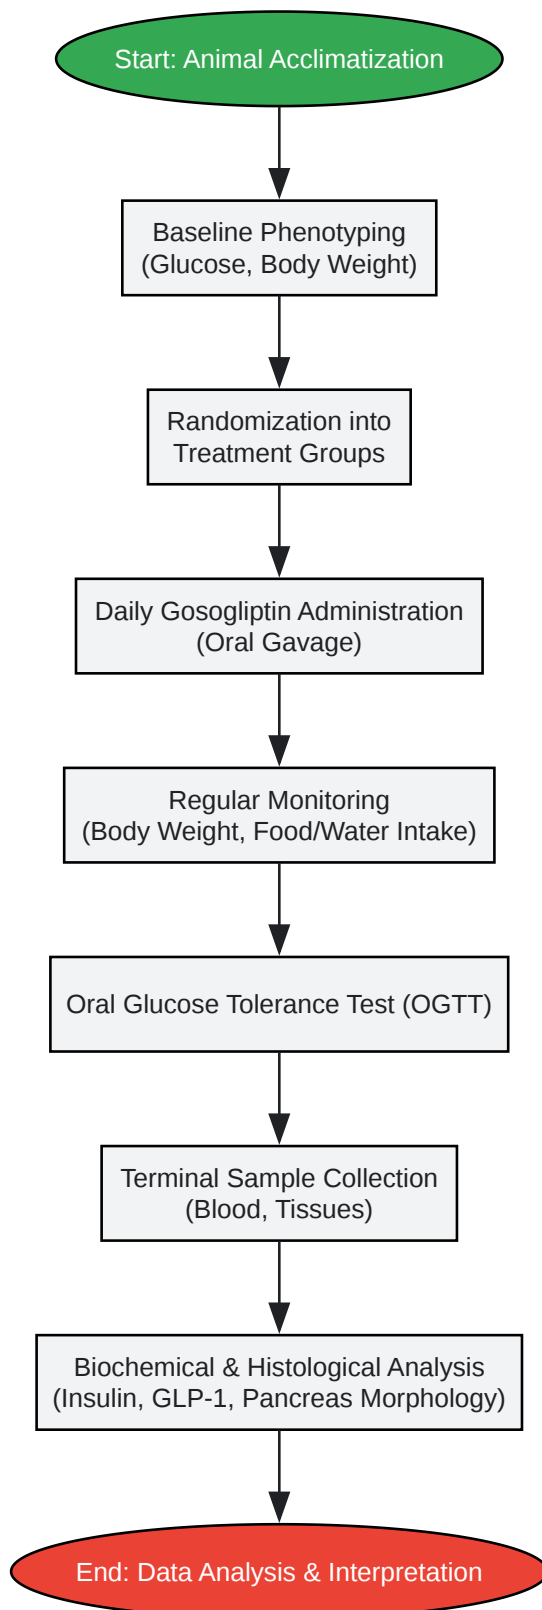 Start: Animal Acclimatization
Baseline Phenotyping
(Glucose, Body Weight)
Randomization into
Treatment Groups
Daily Gosogliptin Administration
(Oral Gavage)
Regular Monitoring
(Body Weight, Food/Water Intake)
Oral Glucose Tolerance Test (OGTT)
Terminal Sample Collection
(Blood, Tissues)
Biochemical & Histological Analysis
(Insulin, GLP-1, Pancreas Morphology)
End: Data Analysis & Interpretation